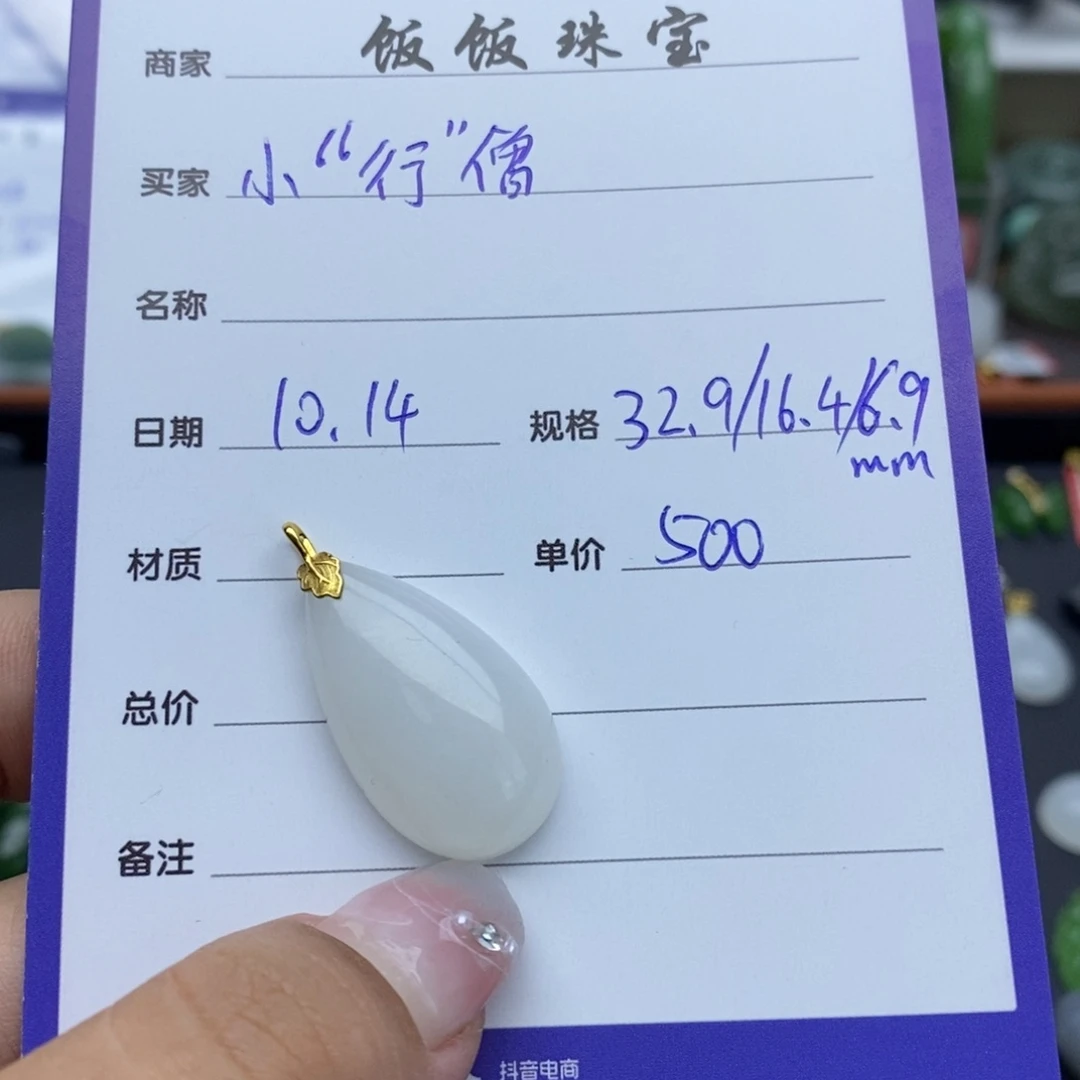 商家 饭饭珠宝
买家 小“行”僧
名称
日期 10.14 规格 32.9/16.4/6.9
mm
材质 单价 500
总价
备注
抖音电商